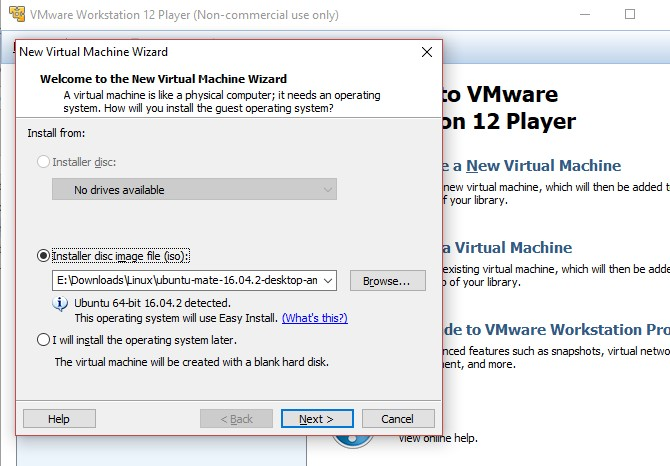 VMware Workstation 12 Player (Non-commercial use only)
New Virtual Machine Wizard
Welcome to the New Virtual Machine Wizard
A virtual machine is like a physical computer; it needs an operating
system. How will you install the guest operating system?
Install from:
Installer disc:
No drives available
Installer disc image file (iso):
E:\Downloads\Linux\ubuntu-mate-16.04.2-desktop-am
Browse...
Ubuntu 64-bit 16.04.2 detected.
This operating system will use Easy Install. (What's this?)
I will install the operating system later.
The virtual machine will be created with a blank hard disk.
Help
< Back
Next >
Cancel
to VMware
on 12 Player
e a New Virtual Machine
new virtual machine, which will then be added t
of your library.
a Virtual Machine
existing virtual machine, which will then be adde
p of your library.
de to VMware Workstation Pro
nced features such as snapshots, virtual netwo
ent, and more.
View online help.